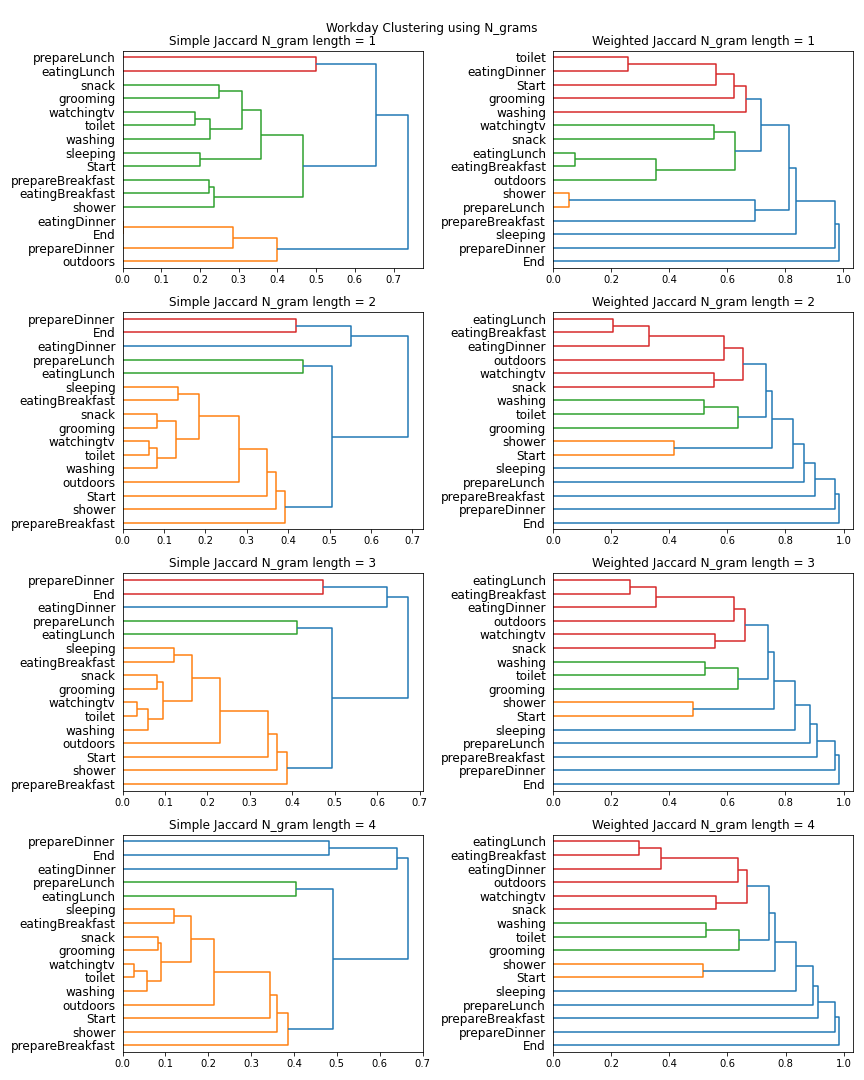 Workday Clustering using N_grams
Simple Jaccard N_gram length = 1
prepareLunch
eatingLunch
snack
grooming
watchingtv
toilet
washing
sleeping
Start
prepareBreakfast
eatingBreakfast
shower
eatingDinner
End
prepareDinner
outdoors
0.0 0.1 0.2 0.3 0.4 0.5 0.6 0.7
Weighted Jaccard N_gram length = 1
toilet
eatingDinner
Start
grooming
washing
watchingtv
snack
eatingLunch
eatingBreakfast
outdoors
shower
prepareLunch
prepareBreakfast
sleeping
prepareDinner
End
0.0 0.2 0.4 0.6 0.8 1.0
Simple Jaccard N_gram length = 2
prepareDinner
End
eatingDinner
prepareLunch
eatingLunch
sleeping
eatingBreakfast
snack
grooming
watchingtv
toilet
washing
outdoors
Start
shower
prepareBreakfast
0.0 0.1 0.2 0.3 0.4 0.5 0.6 0.7
Weighted Jaccard N_gram length = 2
eatingLunch
eatingBreakfast
eatingDinner
outdoors
watchingtv
snack
washing
toilet
grooming
shower
Start
sleeping
prepareLunch
prepareBreakfast
prepareDinner
End
0.0 0.2 0.4 0.6 0.8 1.0
Simple Jaccard N_gram length = 3
prepareDinner
End
eatingDinner
prepareLunch
eatingLunch
sleeping
eatingBreakfast
snack
grooming
watchingtv
toilet
washing
outdoors
Start
shower
prepareBreakfast
0.0 0.1 0.2 0.3 0.4 0.5 0.6 0.7
Weighted Jaccard N_gram length = 3
eatingLunch
eatingBreakfast
eatingDinner
outdoors
watchingtv
snack
washing
toilet
grooming
shower
Start
sleeping
prepareLunch
prepareBreakfast
prepareDinner
End
0.0 0.2 0.4 0.6 0.8 1.0
Simple Jaccard N_gram length = 4
prepareDinner
End
eatingDinner
prepareLunch
eatingLunch
sleeping
eatingBreakfast
snack
grooming
watchingtv
toilet
washing
outdoors
Start
shower
prepareBreakfast
0.0 0.1 0.2 0.3 0.4 0.5 0.6 0.7
Weighted Jaccard N_gram length = 4
eatingLunch
eatingBreakfast
eatingDinner
outdoors
watchingtv
snack
washing
toilet
grooming
shower
Start
sleeping
prepareLunch
prepareBreakfast
prepareDinner
End
0.0 0.2 0.4 0.6 0.8 1.0